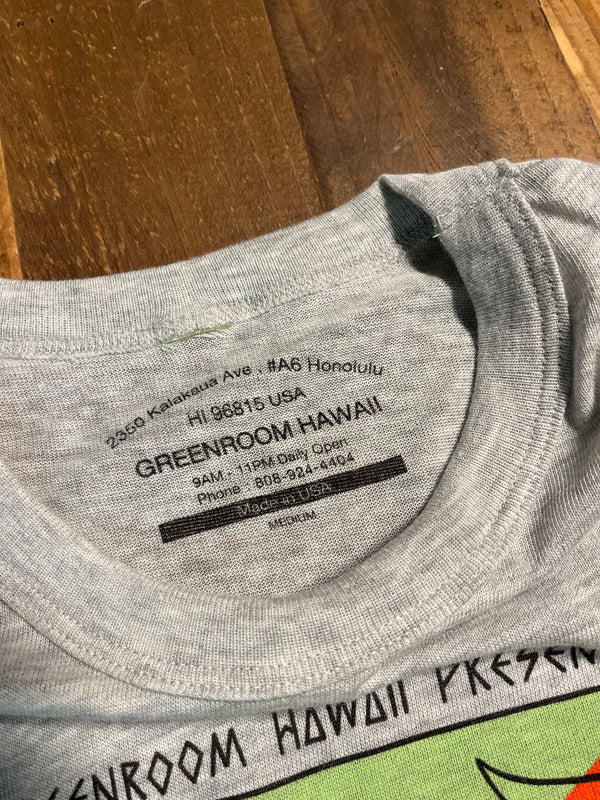 2350 Kalakaua Ave . #A6 Honolulu
HI 96815 USA
GREENROOM HAWAII
9AM - 11PM Daily Open
Phone : 808-924-4404
Made in USA
MEDIUM
EENROOM HAWAII PRESEN